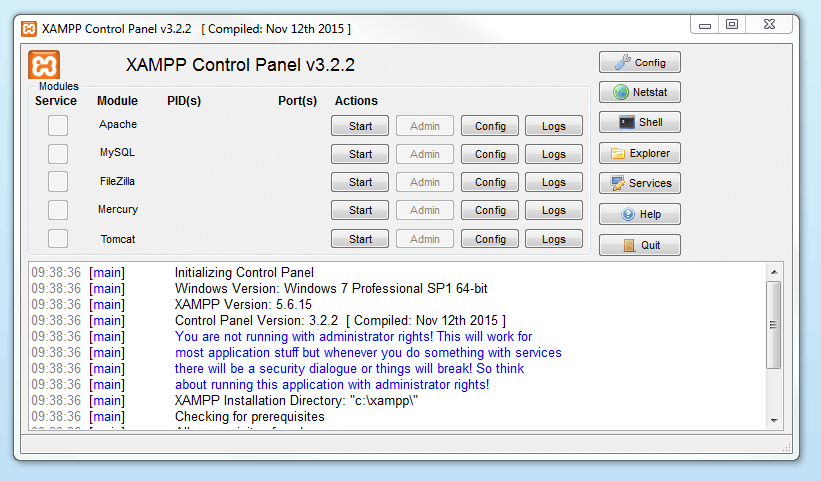 XAMPP Control Panel v3.2.2 [ Compiled: Nov 12th 2015 ]
XAMPP Control Panel v3.2.2
Modules
Service Module PID(s) Port(s) Actions
Apache Start Admin Config Logs
MySQL Start Admin Config Logs
FileZilla Start Admin Config Logs
Mercury Start Admin Config Logs
Tomcat Start Admin Config Logs
Config
Netstat
Shell
Explorer
Services
Help
Quit
09:38:36 [main] Initializing Control Panel
09:38:36 [main] Windows Version: Windows 7 Professional SP1 64-bit
09:38:36 [main] XAMPP Version: 5.6.15
09:38:36 [main] Control Panel Version: 3.2.2 [ Compiled: Nov 12th 2015 ]
09:38:36 [main] You are not running with administrator rights! This will work for
09:38:36 [main] most application stuff but whenever you do something with services
09:38:36 [main] there will be a security dialogue or things will break! So think
09:38:36 [main] about running this application with administrator rights!
09:38:36 [main] XAMPP Installation Directory: "c:\xampp\"
09:38:36 [main] Checking for prerequisites
09:38:36 [main]